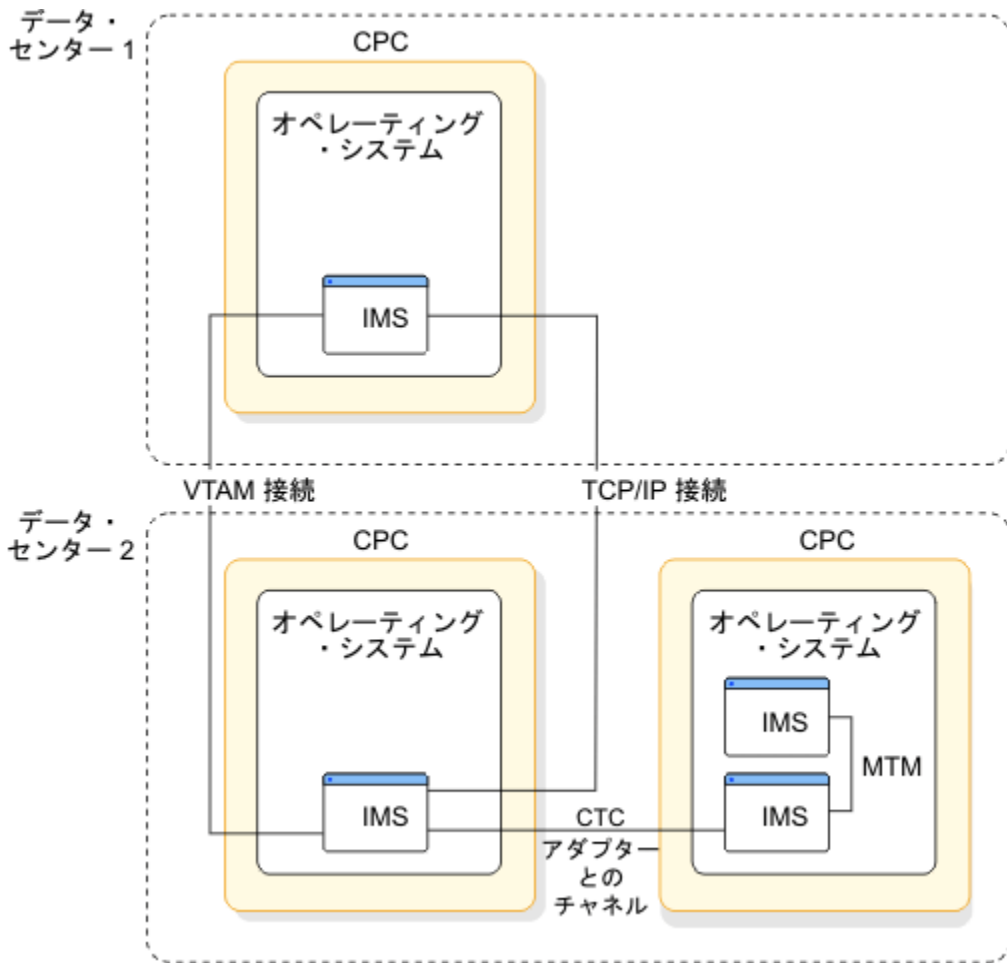 データ・
センター 1
CPC
オペレーティング
・システム
IMS
VTAM 接続
TCP/IP 接続
データ・
センター 2
CPC
オペレーティング
・システム
IMS
CTC
アダプター
との
チャネル
CPC
オペレーティング
・システム
IMS
MTM
IMS